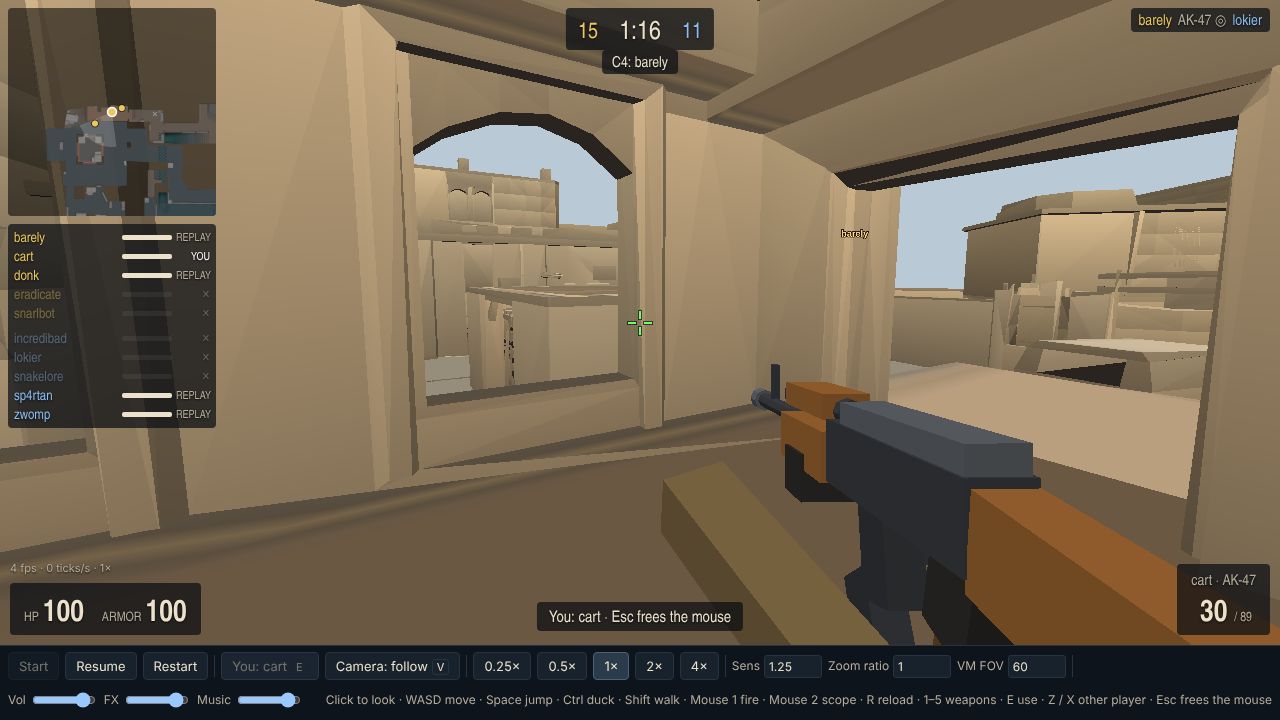 15 1:16 11
C4: barely
barely AK-47 ◎ lokier
barely REPLAY
cart YOU
donk REPLAY
eradicate ×
snarlbot ×
incredibad ×
lokier ×
snakelore ×
sp4rtan REPLAY
zwomp REPLAY
barely
4 fps · 0 ticks/s · 1×
HP 100 ARMOR 100
You: cart · Esc frees the mouse
cart · AK-47
30 / 89
Start Resume Restart You: cart E Camera: follow V 0.25× 0.5× 1× 2× 4× Sens 1.25 Zoom ratio 1 VM FOV 60
Vol FX Music Click to look · WASD move · Space jump · Ctrl duck · Shift walk · Mouse 1 fire · Mouse 2 scope · R reload · 1–5 weapons · E use · Z / X other player · Esc frees the mouse